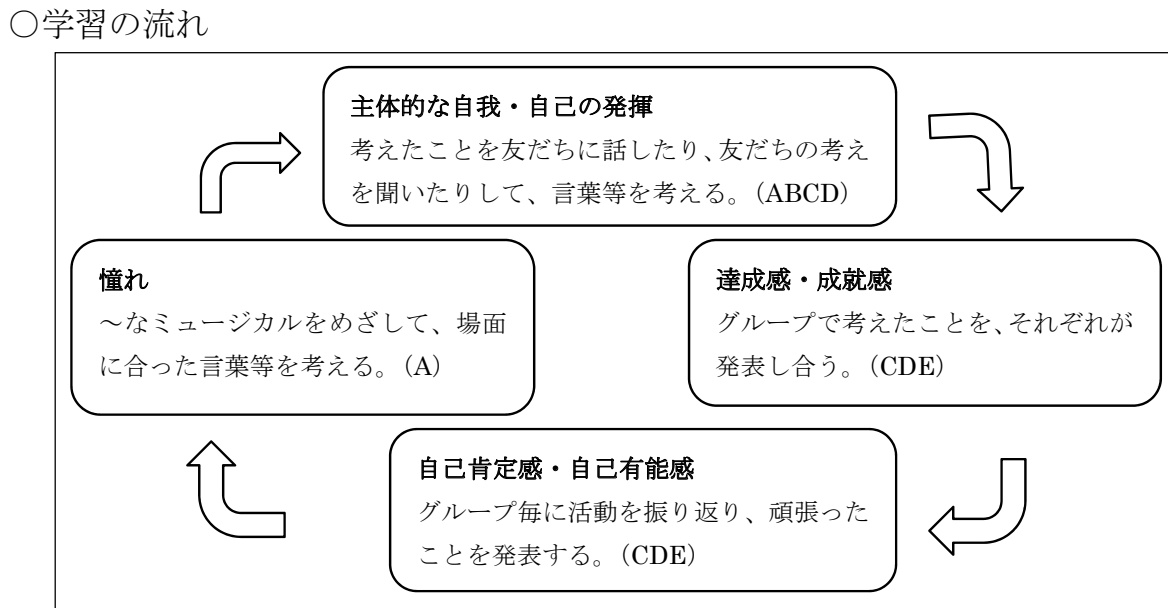 ○学習の流れ
主体的な自我・自己の発揮
考えたことを友だちに話したり、友だちの考え
を聞いたりして、言葉等を考える。（ABCD）
憧れ
～なミュージカルをめざして、場面
に合った言葉等を考える。（A）
達成感・成就感
グループで考えたことを、それぞれが
発表し合う。（CDE）
自己肯定感・自己有能感
グループ毎に活動を振り返り、頑張った
ことを発表する。（CDE）